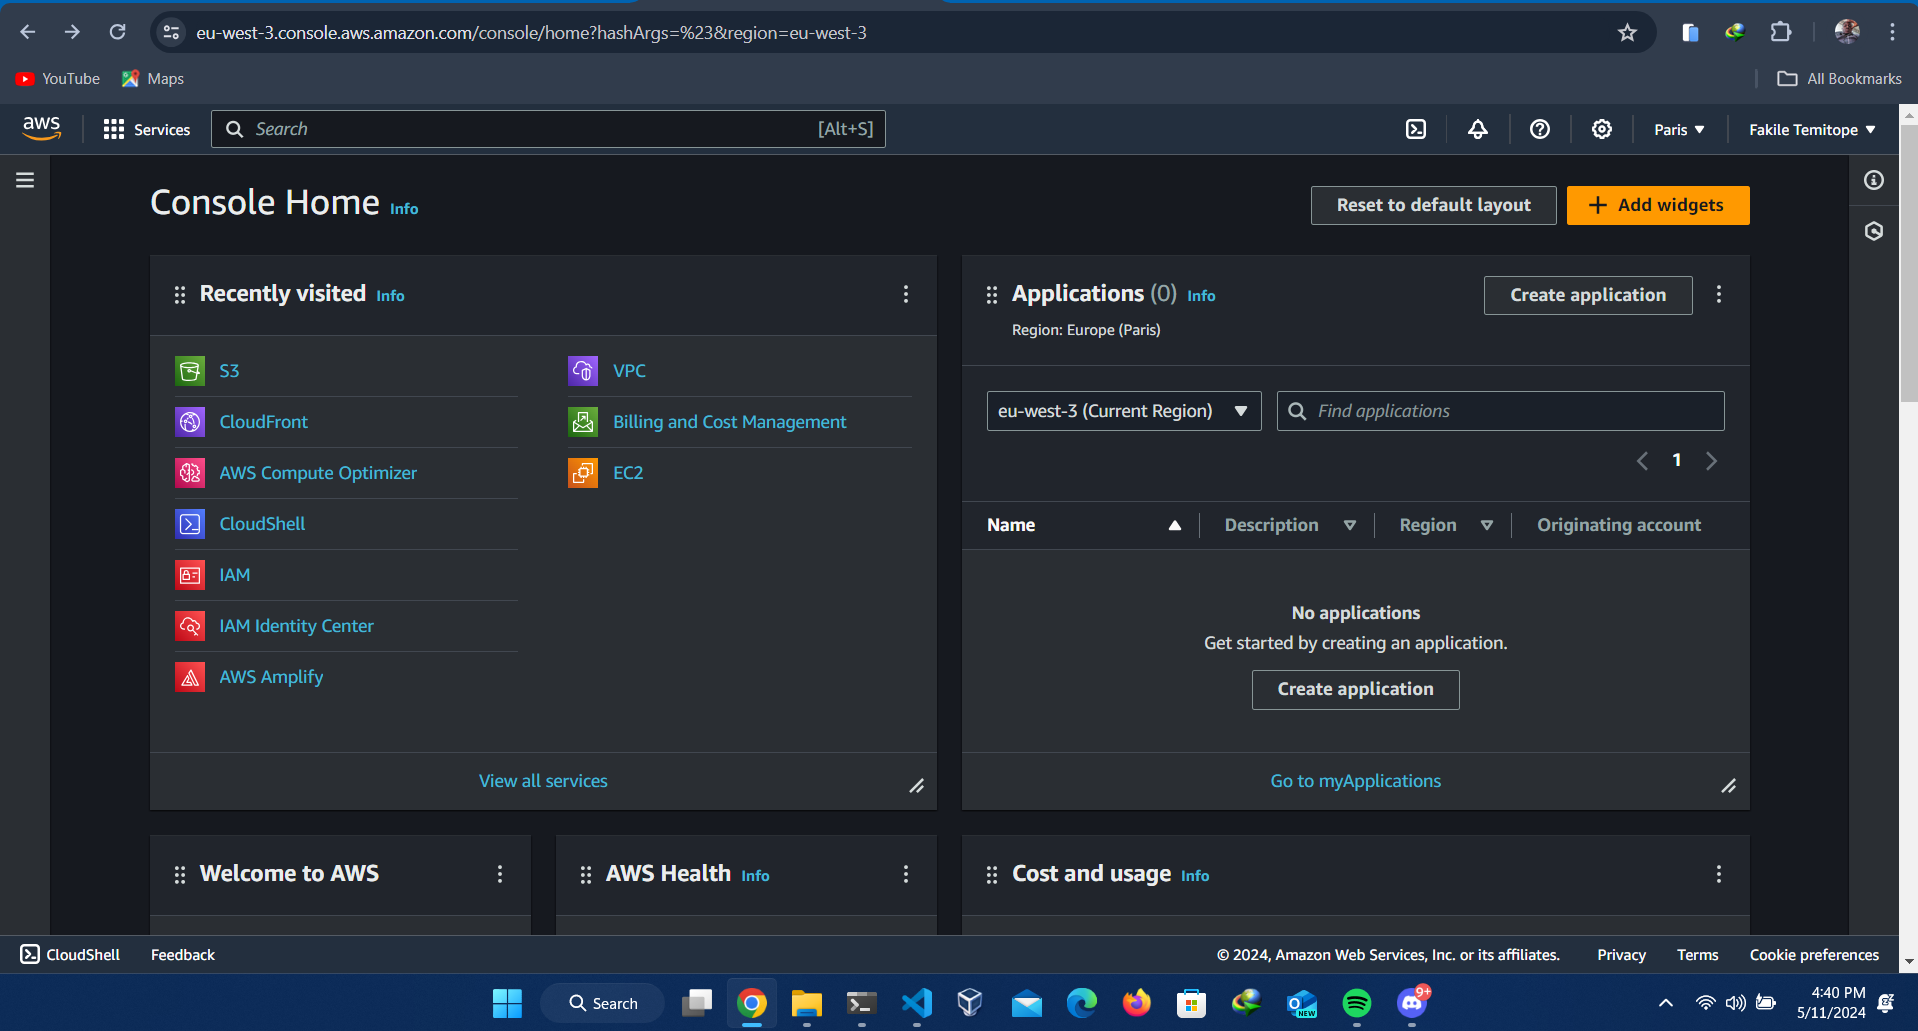 eu-west-3.console.aws.amazon.com/console/home?hashArgs=%23&region=eu-west-3
YouTube Maps All Bookmarks
aws Services Search [Alt+S] Paris Fakile Temitope
Console Home Info Reset to default layout Add widgets
Recently visited Info
S3
CloudFront
AWS Compute Optimizer
CloudShell
IAM
IAM Identity Center
AWS Amplify
VPC
Billing and Cost Management
EC2
View all services
Applications (0) Info Create application
Region: Europe (Paris)
eu-west-3 (Current Region) Find applications
1
Name Description Region Originating account
No applications
Get started by creating an application.
Create application
Go to myApplications
Welcome to AWS
AWS Health Info
Cost and usage Info
CloudShell Feedback © 2024, Amazon Web Services, Inc. or its affiliates. Privacy Terms Cookie preferences
Search
NEW
9+
4:40 PM
5/11/2024